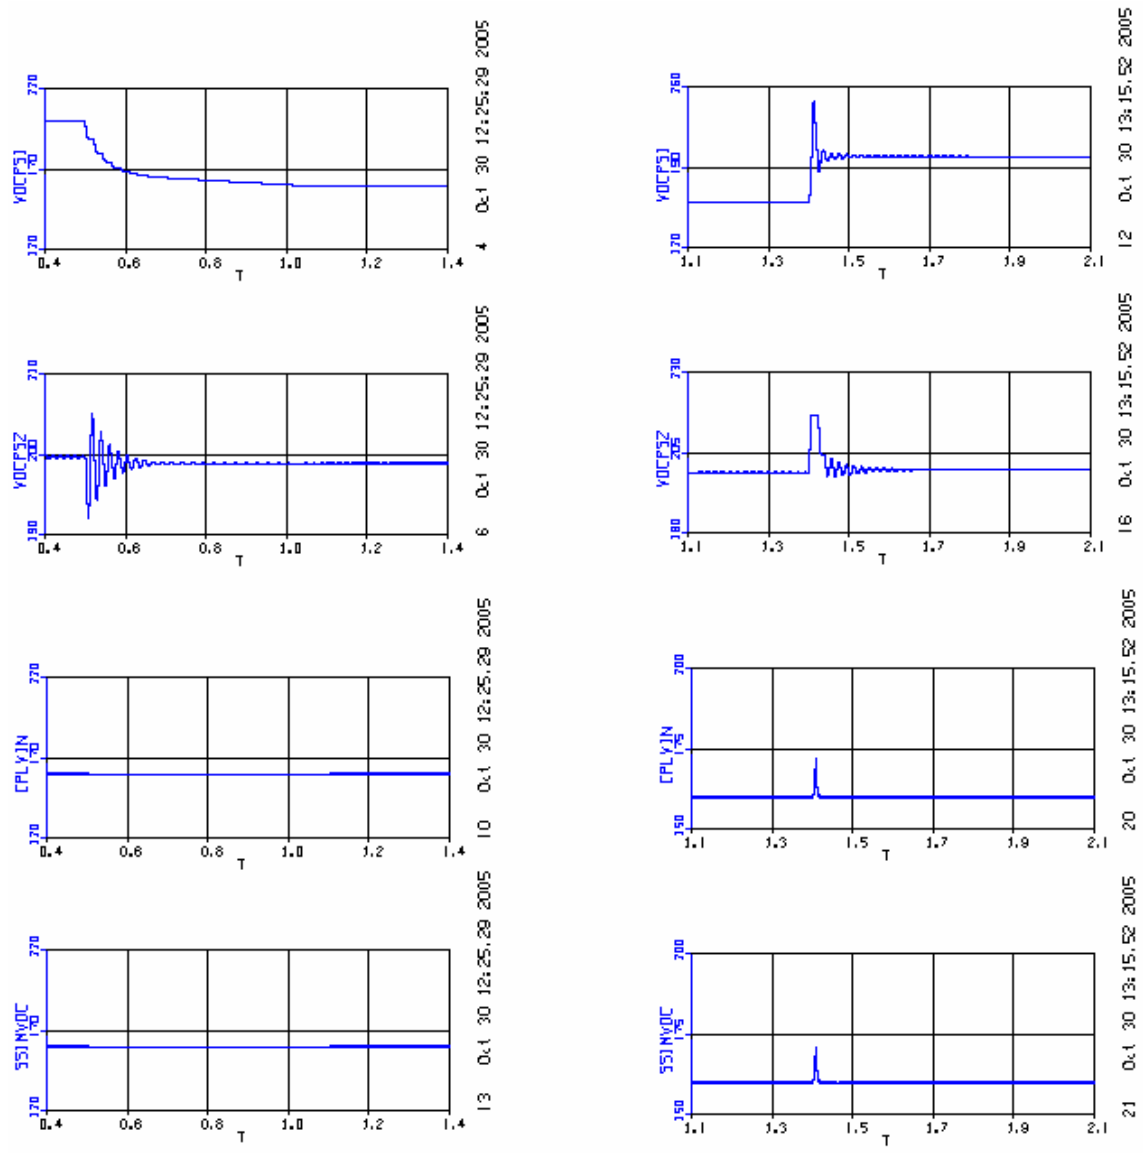 VDCPS1
0.4 0.6 0.8 1.0 1.2 1.4
T
4 Oct 30 12:25:29 2005
VDCPS1
1.1 1.3 1.5 1.7 1.9 2.1
T
12 Oct 30 13:15:52 2005
VDCPS2
0.4 0.6 0.8 1.0 1.2 1.4
T
6 Oct 30 12:25:29 2005
VDCPS2
1.1 1.3 1.5 1.7 1.9 2.1
T
16 Oct 30 13:15:52 2005
CPLVIN
0.4 0.6 0.8 1.0 1.2 1.4
T
10 Oct 30 12:25:29 2005
CPLVIN
1.1 1.3 1.5 1.7 1.9 2.1
T
20 Oct 30 13:15:52 2005
SSINVDC
0.4 0.6 0.8 1.0 1.2 1.4
T
13 Oct 30 12:25:29 2005
SSINVDC
1.1 1.3 1.5 1.7 1.9 2.1
T
21 Oct 30 13:15:52 2005